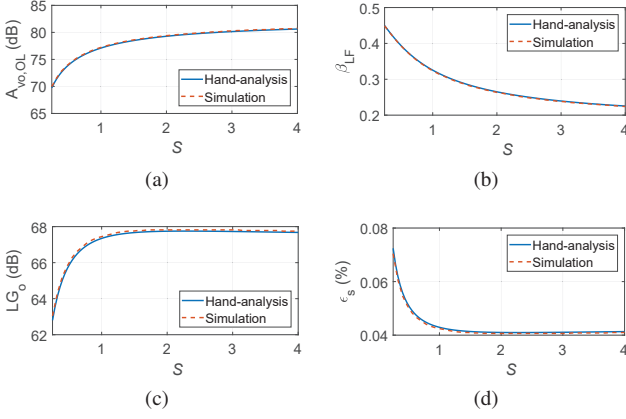 85
80
75
70
65
A_vo,OL (dB)
Hand-analysis
Simulation
1
2
3
4
S
(a)
0.5
0.4
0.3
0.2
β_LF
Hand-analysis
Simulation
1
2
3
4
S
(b)
68
66
64
62
LG_o (dB)
Hand-analysis
Simulation
1
2
3
4
S
(c)
0.08
0.06
0.04
ϵ_s (%)
Hand-analysis
Simulation
1
2
3
4
S
(d)